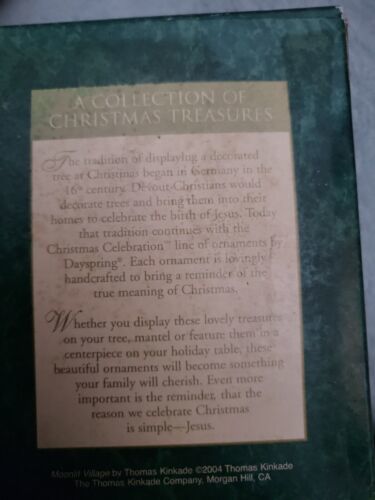 A COLLECTION OF
CHRISTMAS TREASURES
The tradition of displaying a decorated
tree at Christmas began in Germany in the
16th century. Devout Christians would
decorate trees and bring them into their
homes to celebrate the birth of Jesus. Today
that tradition continues with the
Christmas Celebration™ line of ornaments by
Dayspring®. Each ornament is lovingly
handcrafted to bring a reminder of the
true meaning of Christmas.
Whether you display these lovely treasures
on your tree, mantel or feature them in a
centerpiece on your holiday table, these
beautiful ornaments will become something
your family will cherish. Even more
important is the reminder, that the
reason we celebrate Christmas
is simple—Jesus.
Moonlit Village by Thomas Kinkade ©2004 Thomas Kinkade
The Thomas Kinkade Company, Morgan Hill, CA